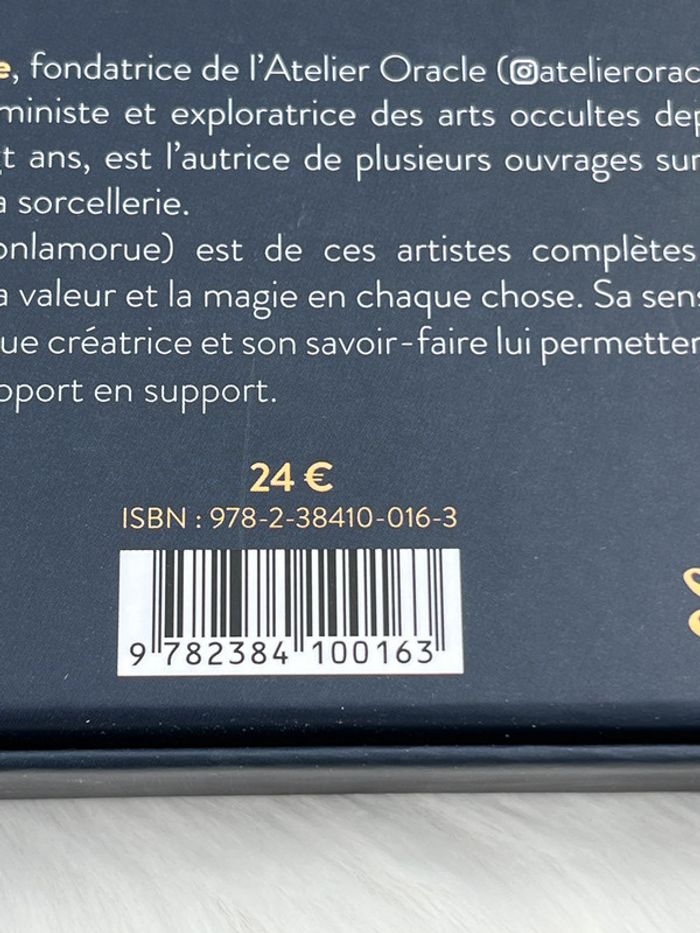 e, fondatrice de l'Atelier Oracle (atelierorac
ministe et exploratrice des arts occultes dep
t ans, est l'autrice de plusieurs ouvrages sur
a sorcellerie.
onlamorue) est de ces artistes complètes
a valeur et la magie en chaque chose. Sa sens
ue créatrice et son savoir-faire lui permetten
pport en support.
24 €
ISBN : 978-2-38410-016-3
9 782384 100163